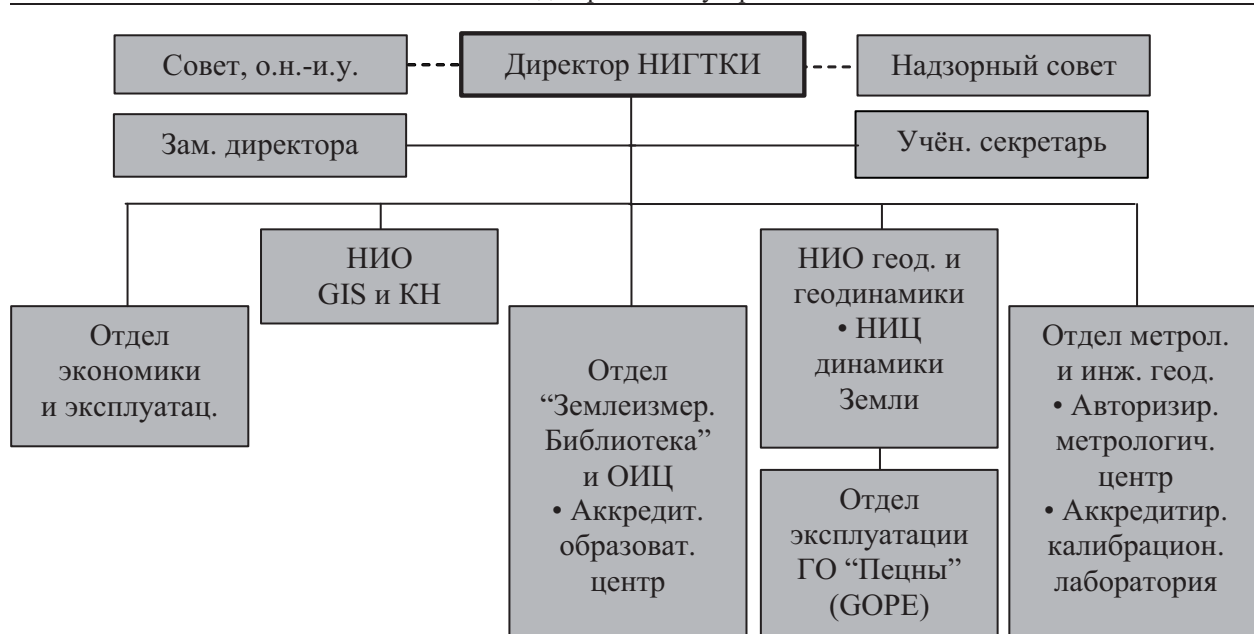 Совет, о.н.-и.у.
Директор НИГТКИ
Надзорный совет
Зам. директора
Учён. секретарь
Отдел
экономики
и эксплуатац.
НИО
GIS и КН
Отдел
“Землеизмер.
Библиотека”
и ОИЦ
• Аккредит.
образоват.
центр
НИО геод. и
геодинамики
• НИЦ
динамики
Земли
Отдел
эксплуатации
ГО “Пецны”
(GOPE)
Отдел метрол.
и инж. геод.
• Авторизир.
метрологич.
центр
• Аккредитир.
калибрацион.
лаборатория